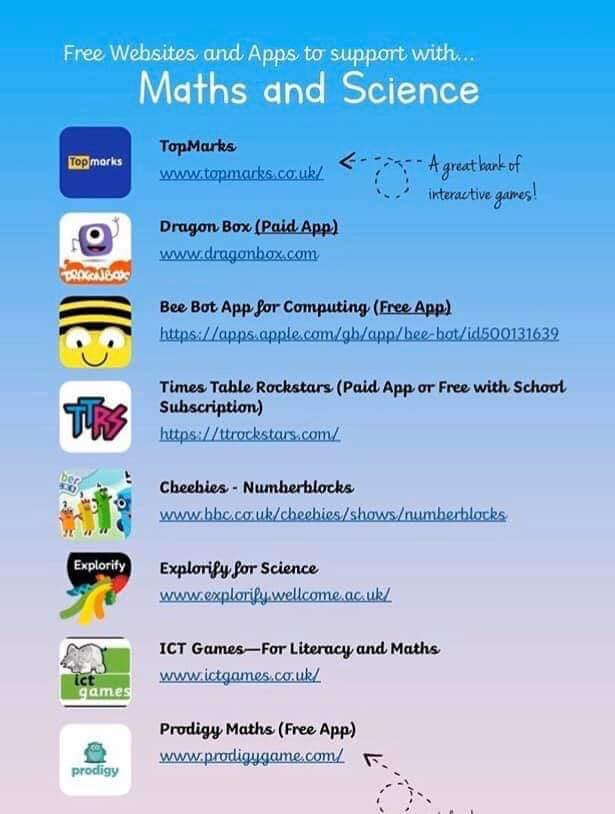 Free Websites and Apps to support with...
Maths and Science
Topmarks
TopMarks
www.topmarks.co.uk/
A great bank of
interactive games!
DRAGONBOX
Dragon Box (Paid App)
www.dragonbox.com
Bee Bot App for Computing (Free App)
https://apps.apple.com/gb/app/bee-bot/id500131639
TTRS
Times Table Rockstars (Paid App or Free with School
Subscription)
https://ttrockstars.com/
Cbeebies - Numberblocks
www.bbc.co.uk/cbeebies/shows/numberblocks
Explorify
Explorify for Science
www.explorify.wellcome.ac.uk/
ict
games
ICT Games—For Literacy and Maths
www.ictgames.co.uk/
prodigy
Prodigy Maths (Free App)
www.prodigygame.com/